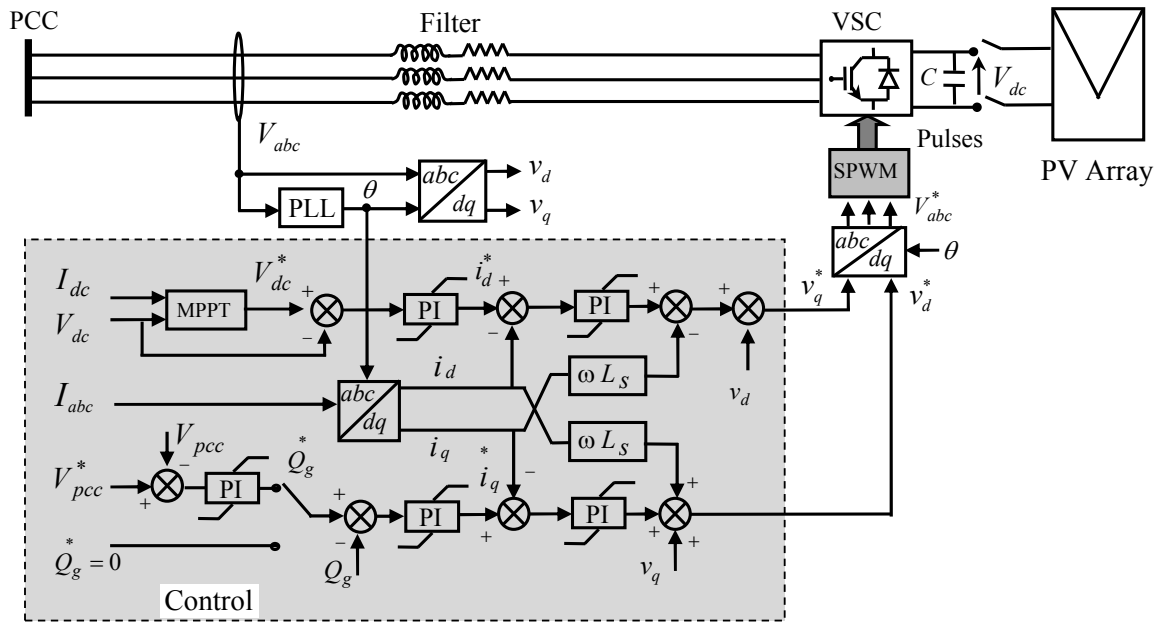 PCC
Filter
VSC
C
V_dc
V_abc
Pulses
PV Array
SPWM
θ
abc
dq
v_d
v_q
PLL
V*_abc
abc
dq
θ
v*_q
v*_d
I_dc
V_dc
MPPT
V*_dc
+
-
PI
i*_d
+
-
PI
+
-
+
v_d
ω L_s
i_d
I_abc
abc
dq
i_q
ω L_s
V_pcc
-
V*_pcc
+
PI
Q*_g
+
-
Q_g
PI
i*_q
-
+
PI
+
+
+
v_q
Q*_g = 0
Control